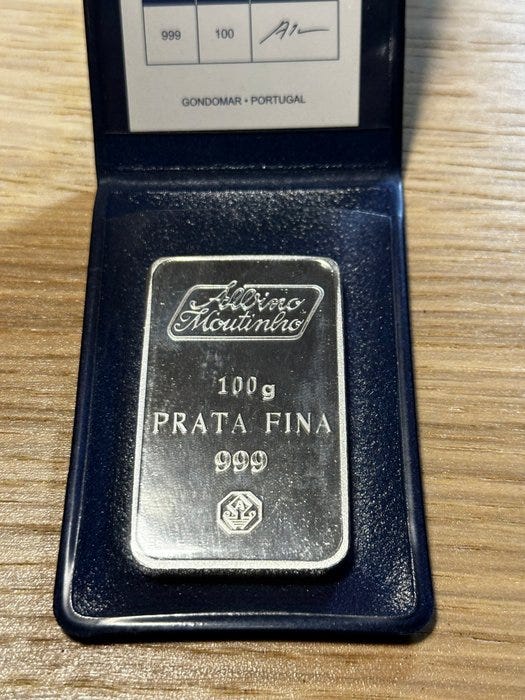 999 100
GONDOMAR • PORTUGAL
Albino
Moutinho
100g
PRATA FINA
999